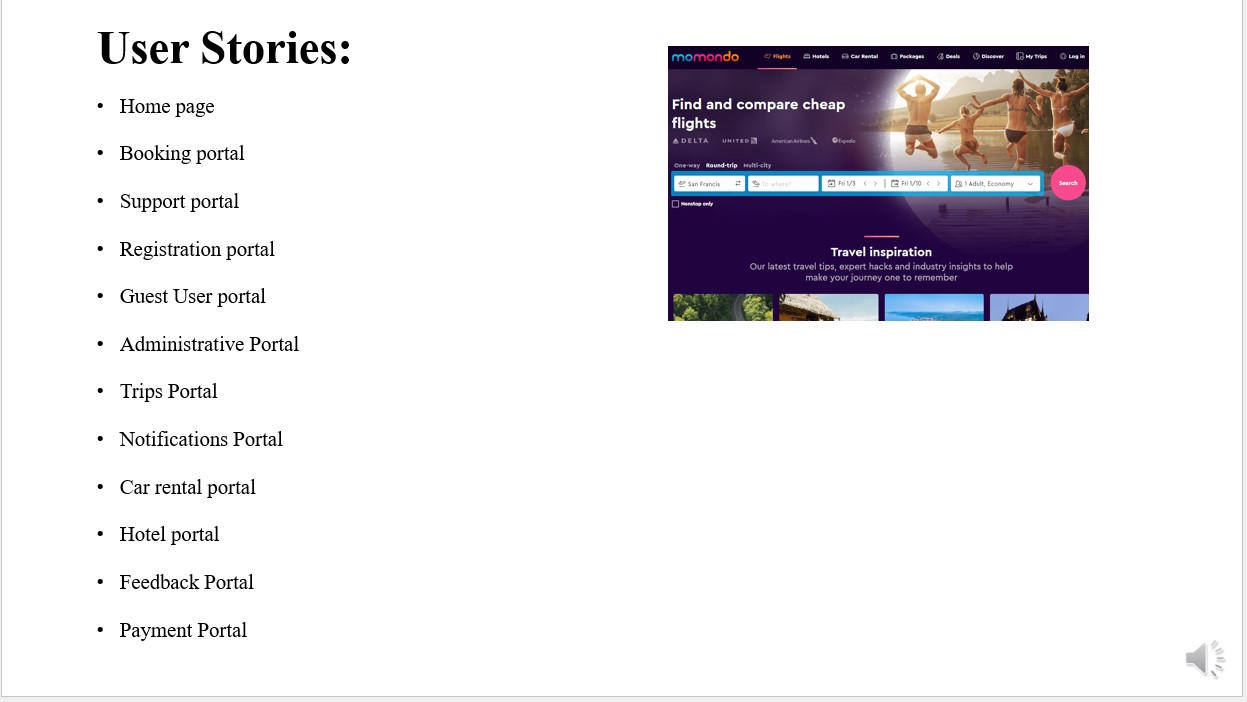 User Stories:
• Home page
• Booking portal
• Support portal
• Registration portal
• Guest User portal
• Administrative Portal
• Trips Portal
• Notifications Portal
• Car rental portal
• Hotel portal
• Feedback Portal
• Payment Portal
momondo
Flights Hotels Car Rental Packages Deals Discover My Trips Log in
Find and compare cheap
flights
DELTA UNITED American Airlines Expedia
One-way Round-trip Multi-city
San Francis To where? Fri 1/3 Fri 1/10 1 Adult, Economy Search
Nonstop only
Travel inspiration
Our latest travel tips, expert hacks and industry insights to help
make your journey one to remember